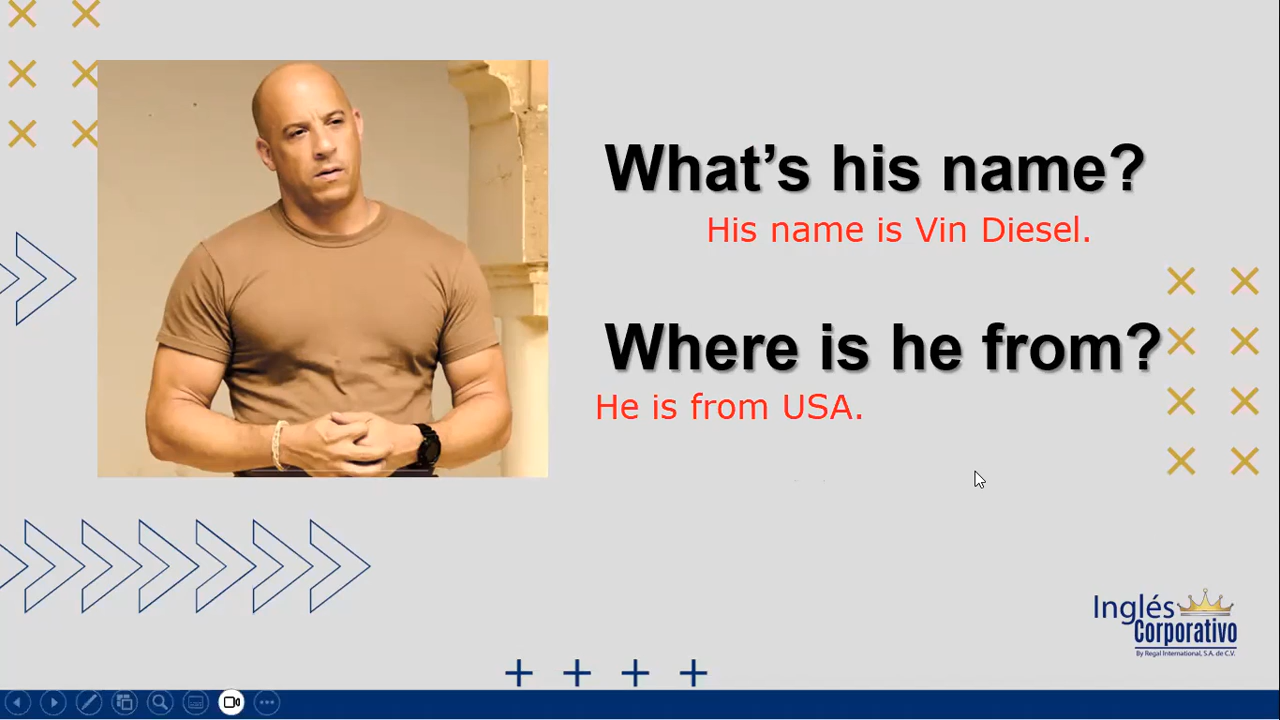 What’s his name?
His name is Vin Diesel.
Where is he from?
He is from USA.
Inglés
Corporativo
By Regal International, S.A. de C.V.